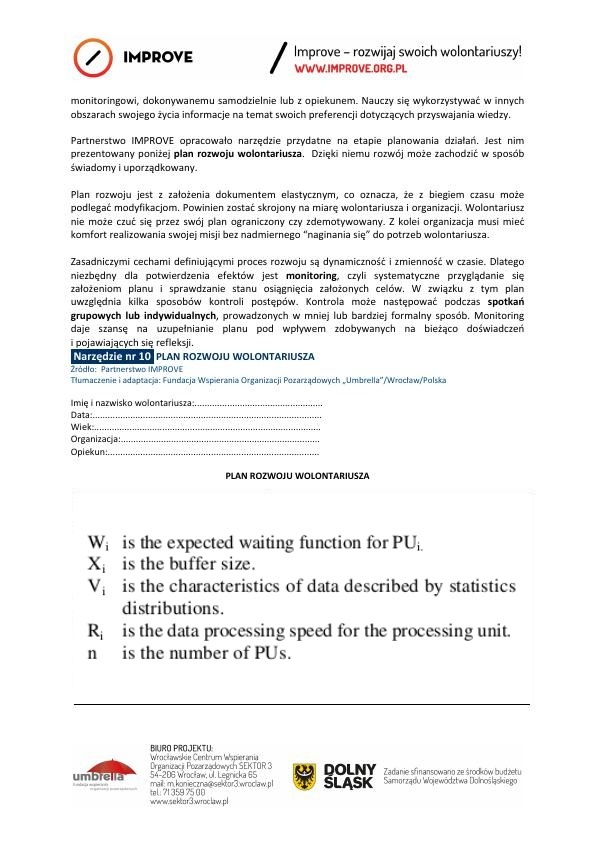 IMPROVE
Improve – rozwijaj swoich wolontariuszy!
WWW.IMPROVE.ORG.PL
monitoringowi, dokonywanemu samodzielnie lub z opiekunem. Nauczy się wykorzystywać w innych
obszarach swojego życia informacje na temat swoich preferencji dotyczących przyswajania wiedzy.
Partnerstwo IMPROVE opracowało narzędzie przydatne na etapie planowania działań. Jest nim
prezentowany poniżej plan rozwoju wolontariusza. Dzięki niemu rozwój może zachodzić w sposób
świadomy i uporządkowany.
Plan rozwoju jest z założenia dokumentem elastycznym, co oznacza, że z biegiem czasu może
podlegać modyfikacjom. Powinien zostać skrojony na miarę wolontariusza i organizacji. Wolontariusz
nie może czuć się przez swój plan ograniczony czy zdemotywowany. Z kolei organizacja musi mieć
komfort realizowania swojej misji bez nadmiernego “naginania się” do potrzeb wolontariusza.
Zasadniczymi cechami definiującymi proces rozwoju są dynamiczność i zmienność w czasie. Dlatego
niezbędny dla potwierdzenia efektów jest monitoring, czyli systematyczne przyglądanie się
założeniom planu i sprawdzanie stanu osiągnięcia założonych celów. W związku z tym plan
uwzględnia kilka sposobów kontroli postępów. Kontrola może następować podczas spotkań
grupowych lub indywidualnych, prowadzonych w mniej lub bardziej formalny sposób. Monitoring
daje szansę na uzupełnianie planu pod wpływem zdobywanych na bieżąco doświadczeń
i pojawiających się refleksji.
Narzędzie nr 10 PLAN ROZWOJU WOLONTARIUSZA
Źródło: Partnerstwo IMPROVE
Tłumaczenie i adaptacja: Fundacja Wspierania Organizacji Pozarządowych „Umbrella”/Wrocław/Polska
Imię i nazwisko wolontariusza:............................................
Data:...............................................................................
Wiek:..............................................................................
Organizacja:....................................................................
Opiekun:.........................................................................
PLAN ROZWOJU WOLONTARIUSZA
Wi is the expected waiting function for PUi.
Xi is the buffer size.
Vi is the characteristics of data described by statistics
distributions.
Ri is the data processing speed for the processing unit.
n is the number of PUs.
umbrella
fundacja wspierania
organizacji pozarządowych
BIURO PROJEKTU:
Wrocławskie Centrum Wspierania
Organizacji Pozarządowych SEKTOR 3
54-206 Wrocław, ul. Legnicka 65
mail: m.konieczna@sektor3.wroclaw.pl
tel.: 71 359 75 00
www.sektor3.wroclaw.pl
DOLNY
ŚLĄSK
Zadanie sfinansowano ze środków budżetu
Samorządu Województwa Dolnośląskiego